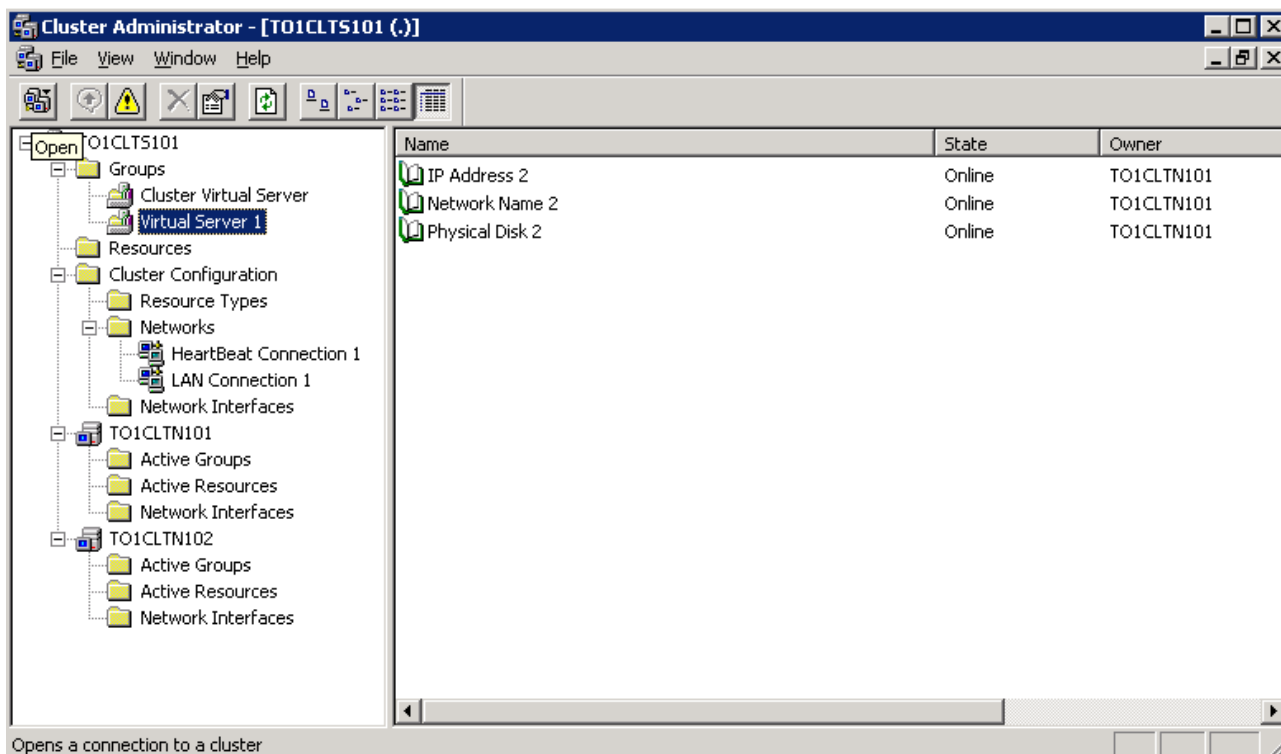 Cluster Administrator - [TO1CLTS101 (.)]
File View Window Help
Open
TO1CLTS101
Groups
Cluster Virtual Server
Virtual Server 1
Resources
Cluster Configuration
Resource Types
Networks
HeartBeat Connection 1
LAN Connection 1
Network Interfaces
TO1CLTN101
Active Groups
Active Resources
Network Interfaces
TO1CLTN102
Active Groups
Active Resources
Network Interfaces
Name State Owner
IP Address 2 Online TO1CLTN101
Network Name 2 Online TO1CLTN101
Physical Disk 2 Online TO1CLTN101
Opens a connection to a cluster